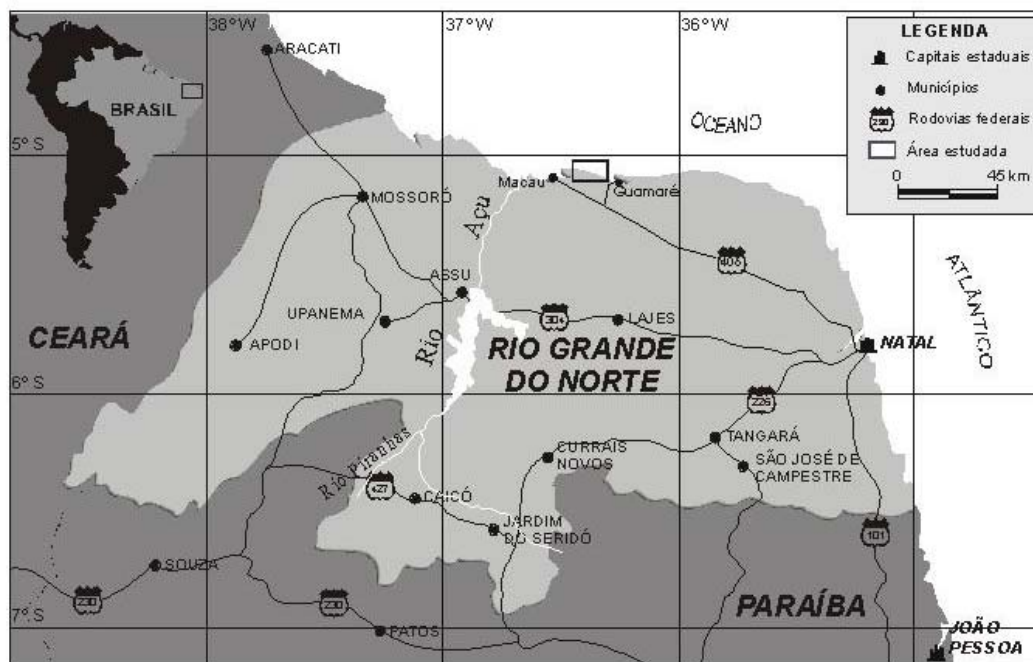 38°W
37°W
36°W
5° S
6° S
7° S
BRASIL
LEGENDA
Capitais estaduais
Municípios
230
Rodovias federais
Área estudada
0
45 km
ARACATI
OCEANO
ATLÂNTICO
Macau
Guamaré
MOSSORÓ
Açu
406
ASSU
UPANEMA
304
LAJES
CEARÁ
APODI
Rio
RIO GRANDE
DO NORTE
NATAL
226
TANGARÁ
CURRAIS
NOVOS
SÃO JOSÉ DE
CAMPESTRE
Rio Piranhas
427
CAICÓ
JARDIM
DO SERIDÓ
101
SOUZA
230
230
PATOS
PARAÍBA
JOÃO
PESSOA